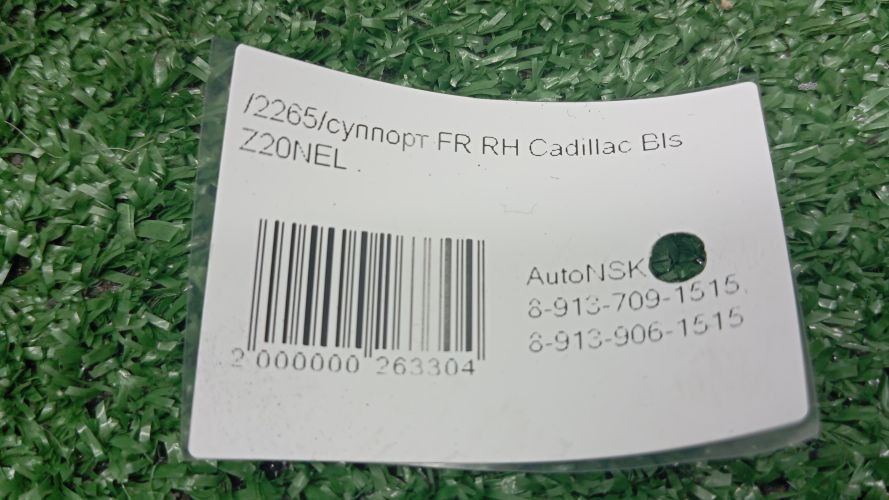 /2265/суппорт FR RH Cadillac Bls
Z20NEL
AutoNSK
8-913-709-1515,
8-913-906-1515
2 000000 263304